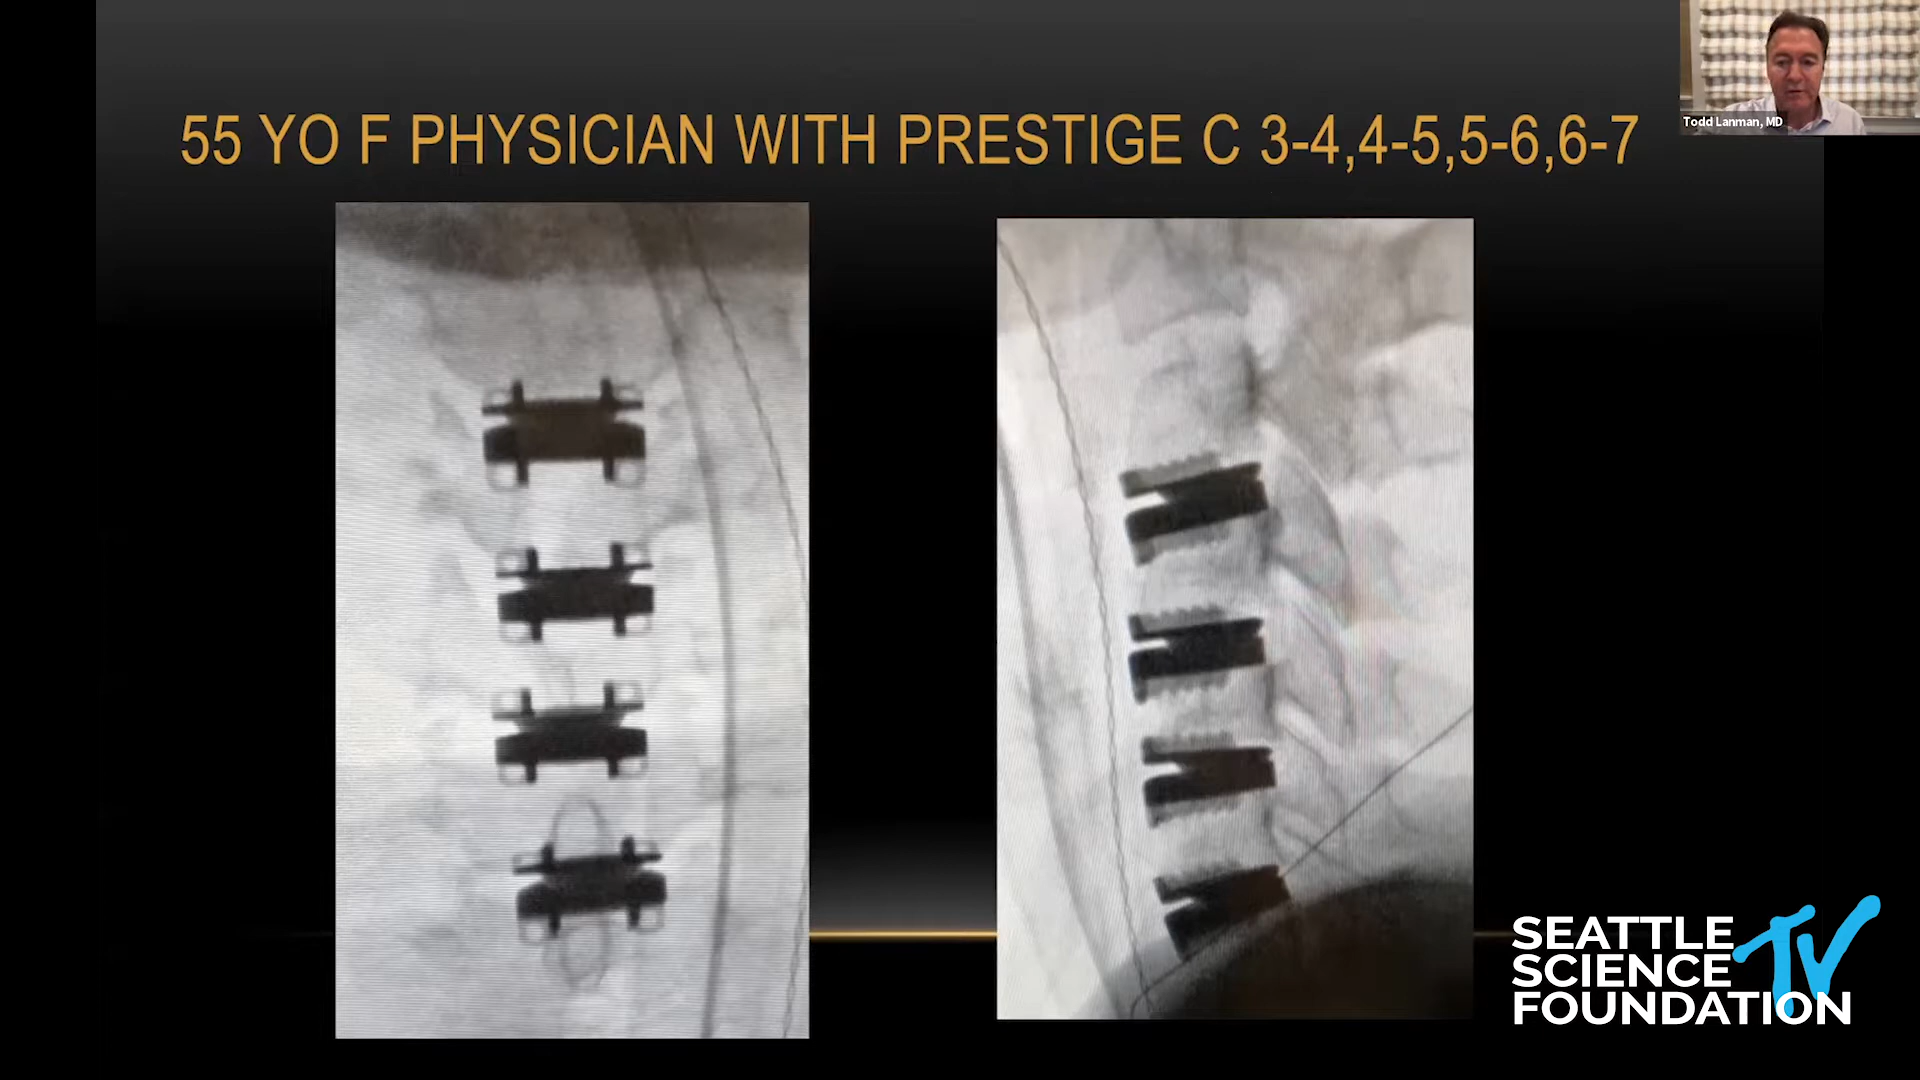 55 YO F PHYSICIAN WITH PRESTIGE C 3-4,4-5,5-6,6-7
Todd Lanman, MD
SEATTLE
SCIENCE
FOUNDATION
TV